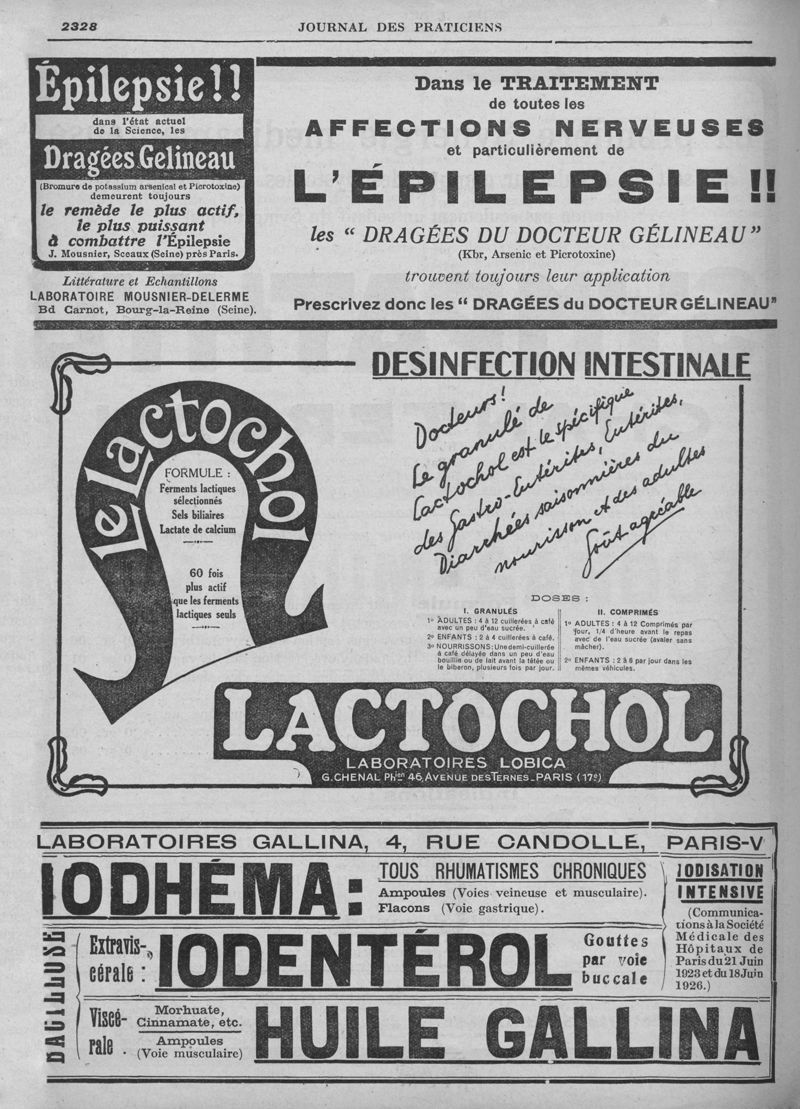 2328
JOURNAL DES PRATICIENS
Épilepsie!!
dans l'état actuel
de la Science, les
Dragées Gelineau
(Bromure de potassium arsenical et Picrotoxine)
demeurent toujours
le remède le plus actif,
le plus puissant
à combattre l'Épilepsie
J. Mousnier, Sceaux (Seine) près Paris.
Littérature et Echantillons
LABORATOIRE MOUSNIER-DELERME
Bd Carnot, Bourg-la-Reine (Seine).
Dans le TRAITEMENT
de toutes les
AFFECTIONS NERVEUSES
et particulièrement de
L'ÉPILEPSIE!!
les " DRAGÉES DU DOCTEUR GÉLINEAU "
(Kbr, Arsenic et Picrotoxine)
trouvent toujours leur application
Prescrivez donc les " DRAGÉES du DOCTEUR GÉLINEAU "
DESINFECTION INTESTINALE
Le Lactochol
FORMULE :
Ferments lactiques
sélectionnés
Sels biliaires
Lactate de calcium
60 fois
plus actif
que les ferments
lactiques seuls
Docteurs!
Le granulé de
Lactochol est le spécifique
des Gastro-Entérites, Entérites,
Diarrhées saisonnières du
nourisson et des adultes
Goût agréable
DOSES :
I. GRANULÉS
1º ADULTES : 4 à 12 cuillerées à café
avec un peu d'eau sucrée.
2º ENFANTS : 2 à 4 cuillerées à café.
3º NOURRISSONS : Une demi-cuillerée
à café délayée dans un peu d'eau
bouillie ou de lait avant la tétée ou
le biberon, plusieurs fois par jour.
II. COMPRIMÉS
1º ADULTES : 4 à 12 Comprimés par
jour, 1/4 d'heure avant le repas
avec de l'eau sucrée (avaler sans
mâcher).
2º ENFANTS : 2 à 6 par jour dans les
mêmes véhicules.
LACTOCHOL
LABORATOIRES LOBICA
G. CHENAL Phien 46, AVENUE DES TERNES - PARIS (17e)
LABORATOIRES GALLINA, 4, RUE CANDOLLE, PARIS-V
IODHÉMA :
TOUS RHUMATISMES CHRONIQUES
Ampoules (Voies veineuse et musculaire).
Flacons (Voie gastrique).
IODISATION
INTENSIVE
(Communica-
tions à la Société
Médicale des
Hôpitaux de
Paris du 21 Juin
1923 et du 18 Juin
1926.)
BACILLOSE
Extravis-
cérale :
IODENTÉROL
Gouttes
par voie
buccale
Viscé-
rale .
Morhuate,
Cinnamate, etc.
Ampoules
(Voie musculaire)
HUILE GALLINA